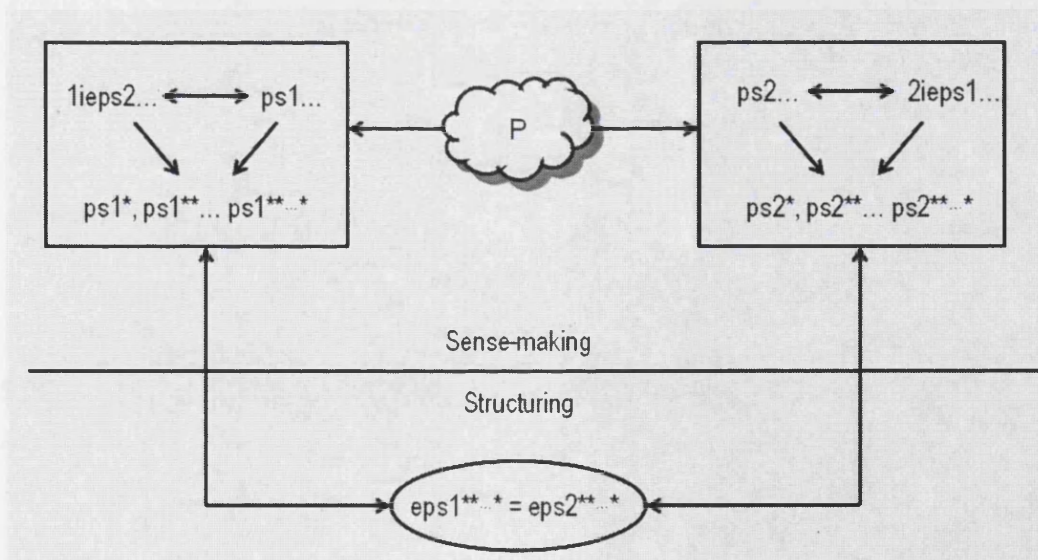 1ieps2... ps1...
ps1*, ps1**... ps1**...*
P
ps2... 2ieps1...
ps2*, ps2**... ps2**...*
Sense-making
Structuring
eps1**...* = eps2**...*